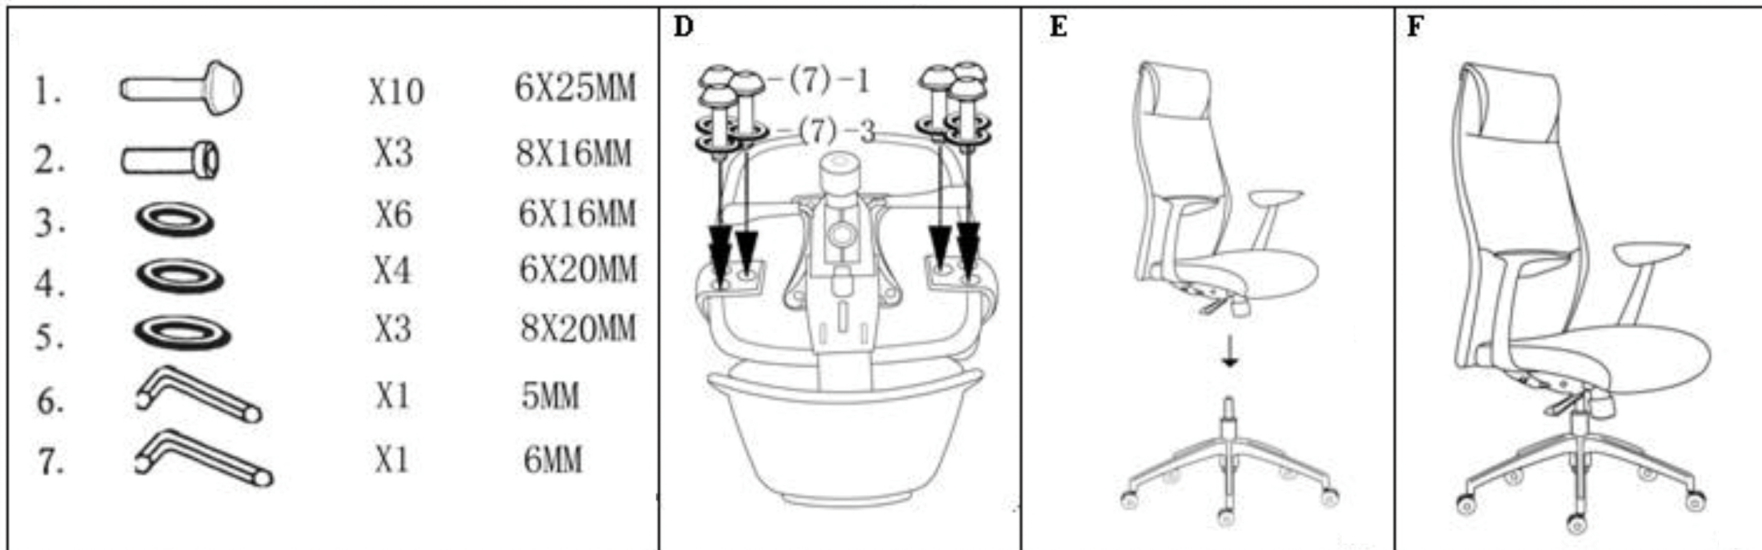 1. X10 6X25MM
2. X3 8X16MM
3. X6 6X16MM
4. X4 6X20MM
5. X3 8X20MM
6. X1 5MM
7. X1 6MM
D
-(7)-1
-(7)-3
E
F